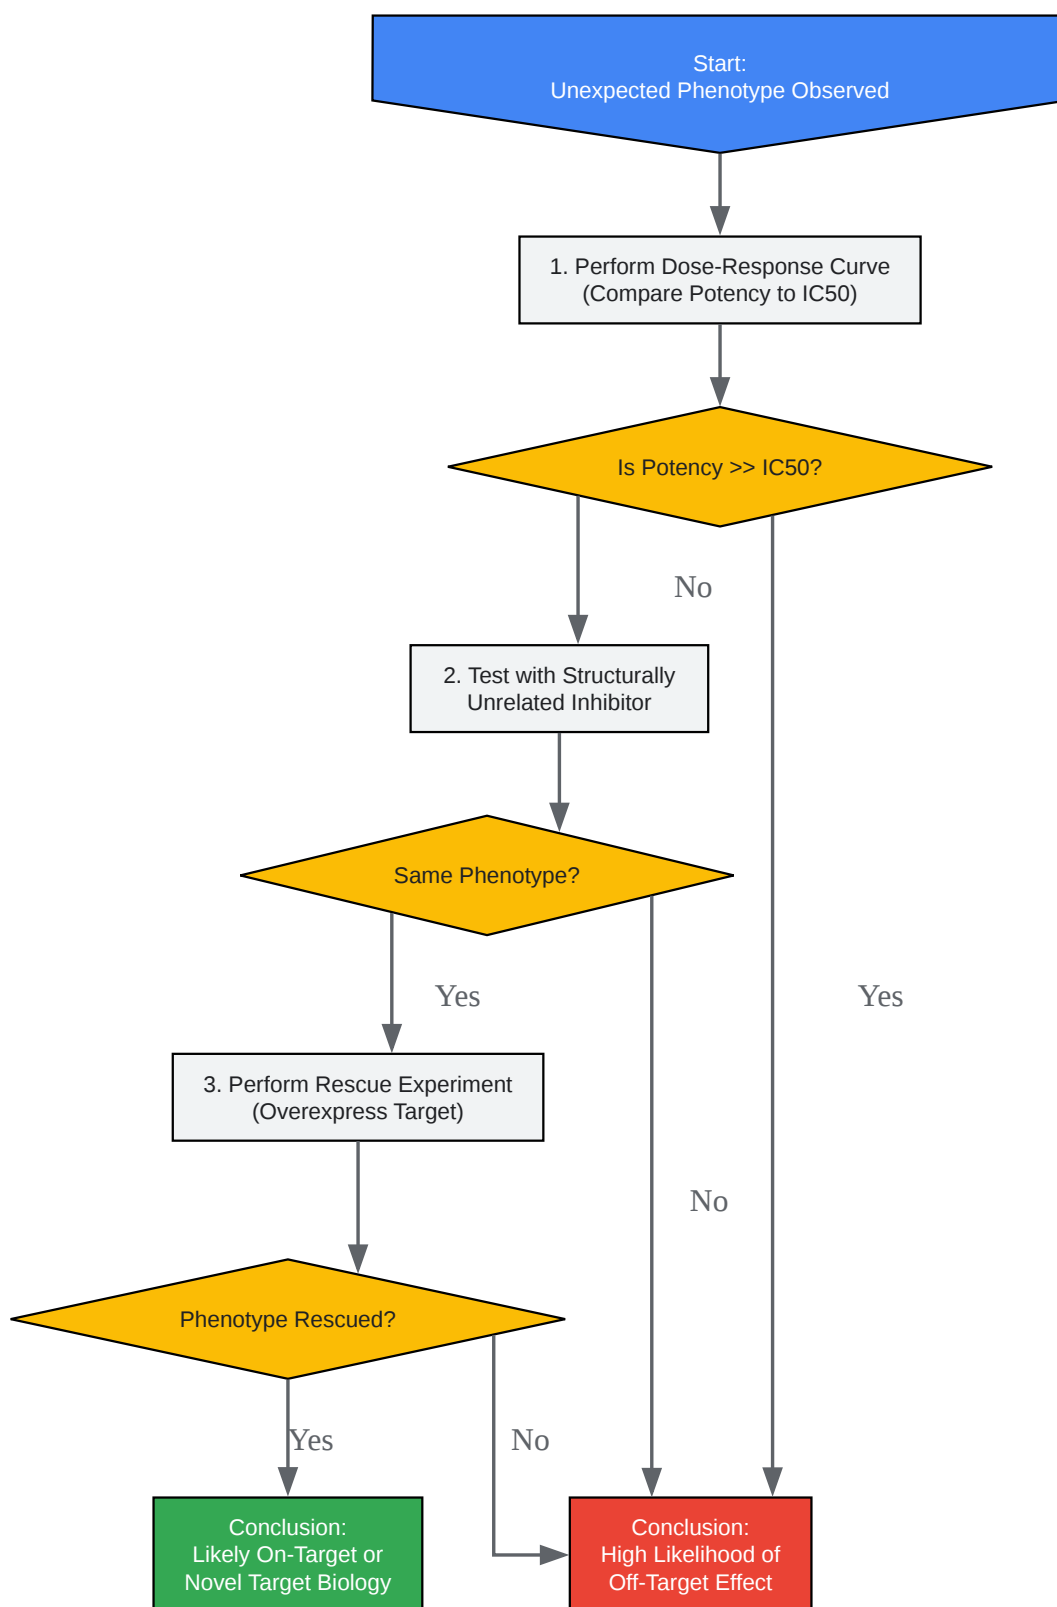 Start:
Unexpected Phenotype Observed
1. Perform Dose-Response Curve
(Compare Potency to IC50)
Is Potency >> IC50?
No
2. Test with Structurally
Unrelated Inhibitor
Same Phenotype?
Yes
Yes
3. Perform Rescue Experiment
(Overexpress Target)
No
Phenotype Rescued?
Yes
No
Conclusion:
Likely On-Target or
Novel Target Biology
Conclusion:
High Likelihood of
Off-Target Effect